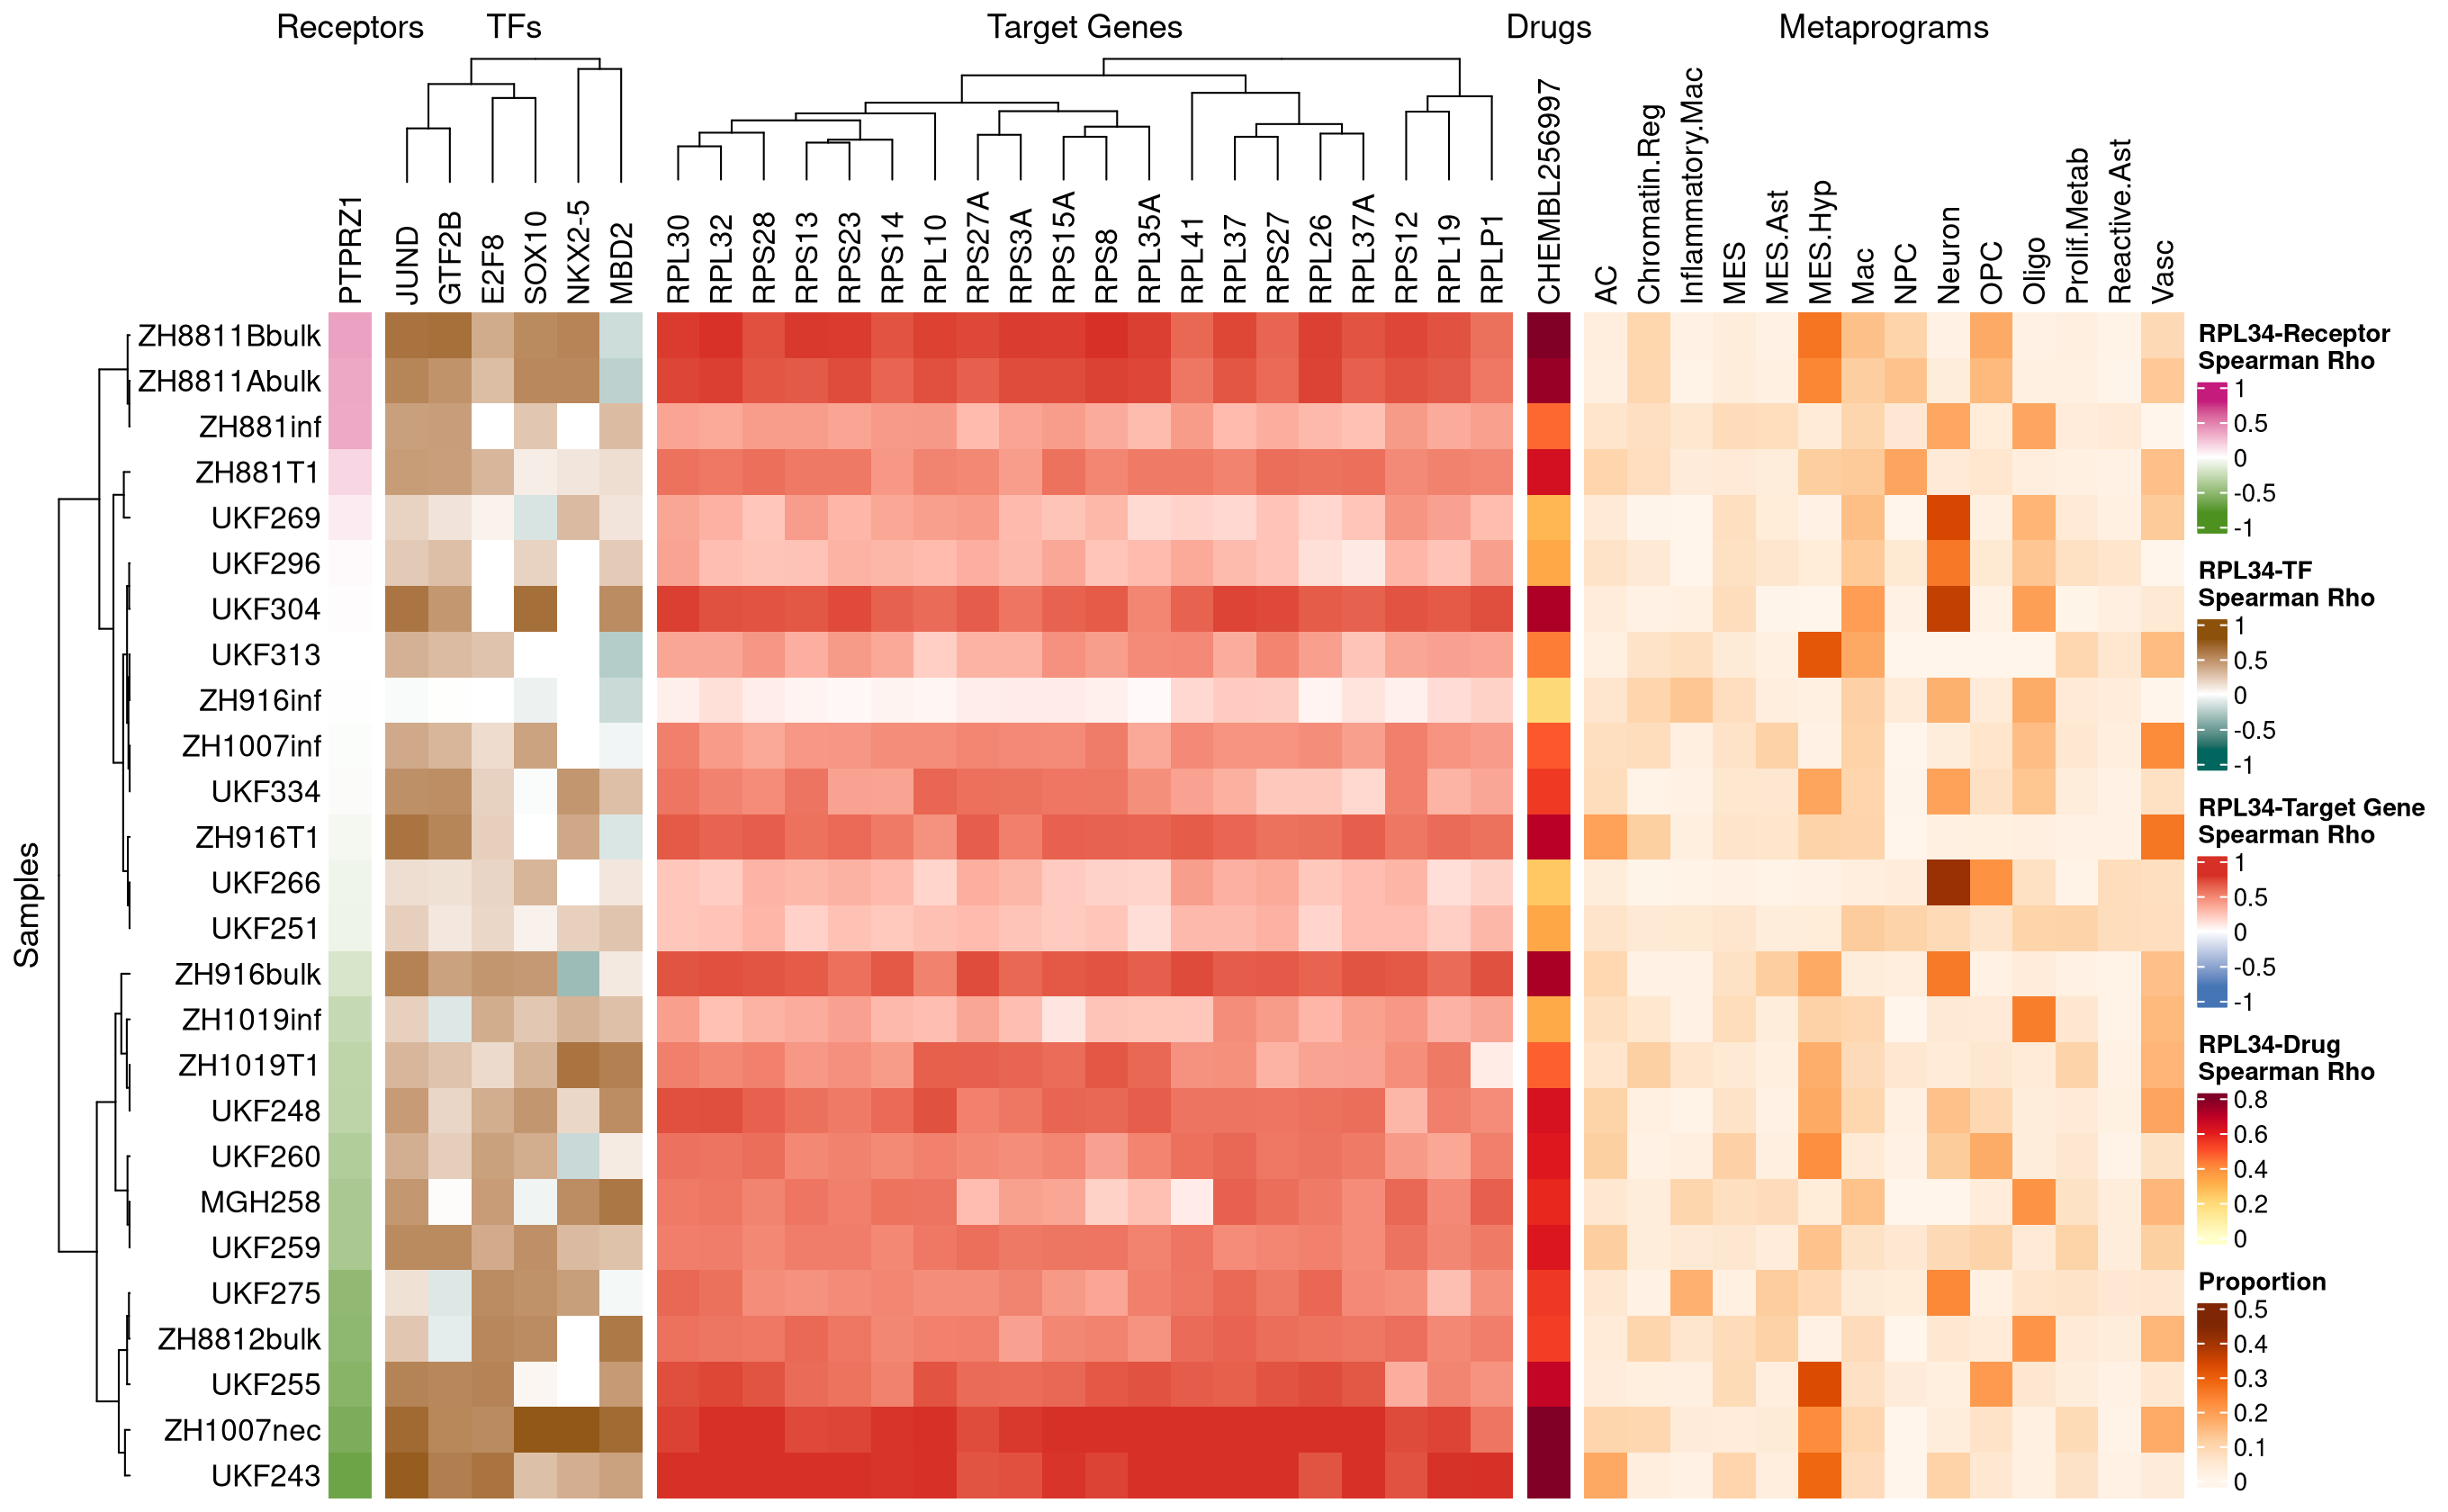 Receptors TFs Target Genes Drugs Metaprograms
PTPRZ1 JUND GTF2B E2F8 SOX10 NKX2-5 MBD2 RPL30 RPL32 RPS28 RPS13 RPS23 RPS14 RPL10 RPS27A RPS3A RPS15A RPS8 RPL35A RPL41 RPL37 RPS27 RPL26 RPL37A RPS12 RPL19 RPLP1 CHEMBL256997 AC Chromatin.Reg Inflammatory.Mac MES MES.Ast MES.Hyp Mac NPC Neuron OPC Oligo Prolif.Metab Reactive.Ast Vasc
Samples
ZH8811Bbulk
ZH8811Abulk
ZH881inf
ZH881T1
UKF269
UKF296
UKF304
UKF313
ZH916inf
ZH1007inf
UKF334
ZH916T1
UKF266
UKF251
ZH916bulk
ZH1019inf
ZH1019T1
UKF248
UKF260
MGH258
UKF259
UKF275
ZH8812bulk
UKF255
ZH1007nec
UKF243
RPL34-Receptor
Spearman Rho
1
0.5
0
-0.5
-1
RPL34-TF
Spearman Rho
1
0.5
0
-0.5
-1
RPL34-Target Gene
Spearman Rho
1
0.5
0
-0.5
-1
RPL34-Drug
Spearman Rho
0.8
0.6
0.4
0.2
0
Proportion
0.5
0.4
0.3
0.2
0.1
0